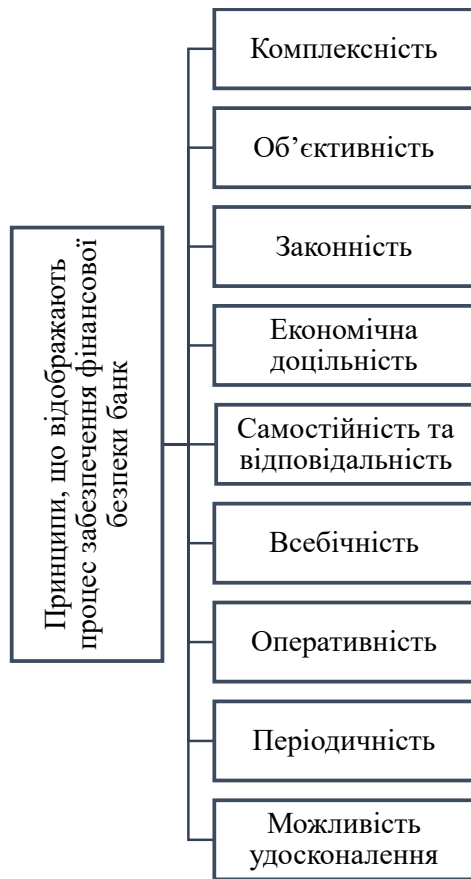 Принципи, що відображають
процес забезпечення фінансової
безпеки банк
Комплексність
Об’єктивність
Законність
Економічна
доцільність
Самостійність та
відповідальність
Всебічність
Оперативність
Періодичність
Можливість
удосконалення